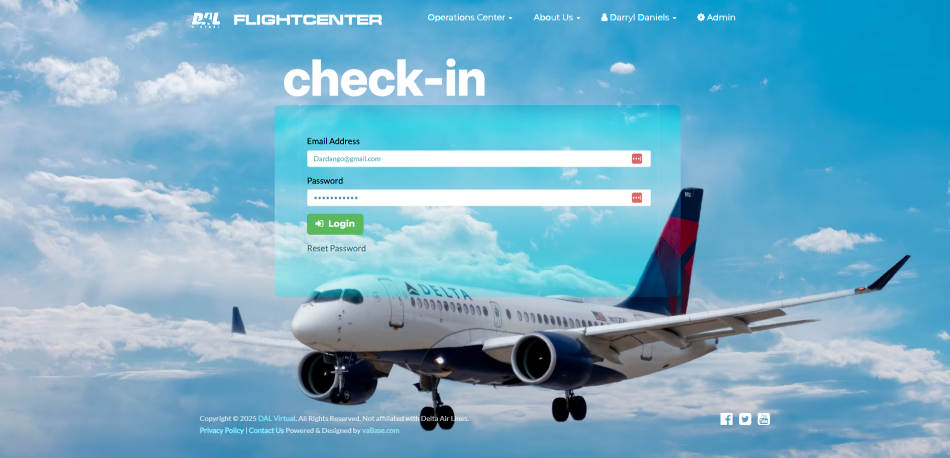 DAL FLIGHTCENTER
Operations Center
About Us
Darryl Daniels
Admin
check-in
Email Address
Dardango@gmail.com
Password
Login
Reset Password
DELTA
Copyright © 2025 DAL Virtual. All Rights Reserved. Not affiliated with Delta Air Lines.
Privacy Policy | Contact Us Powered & Designed by vaBase.com